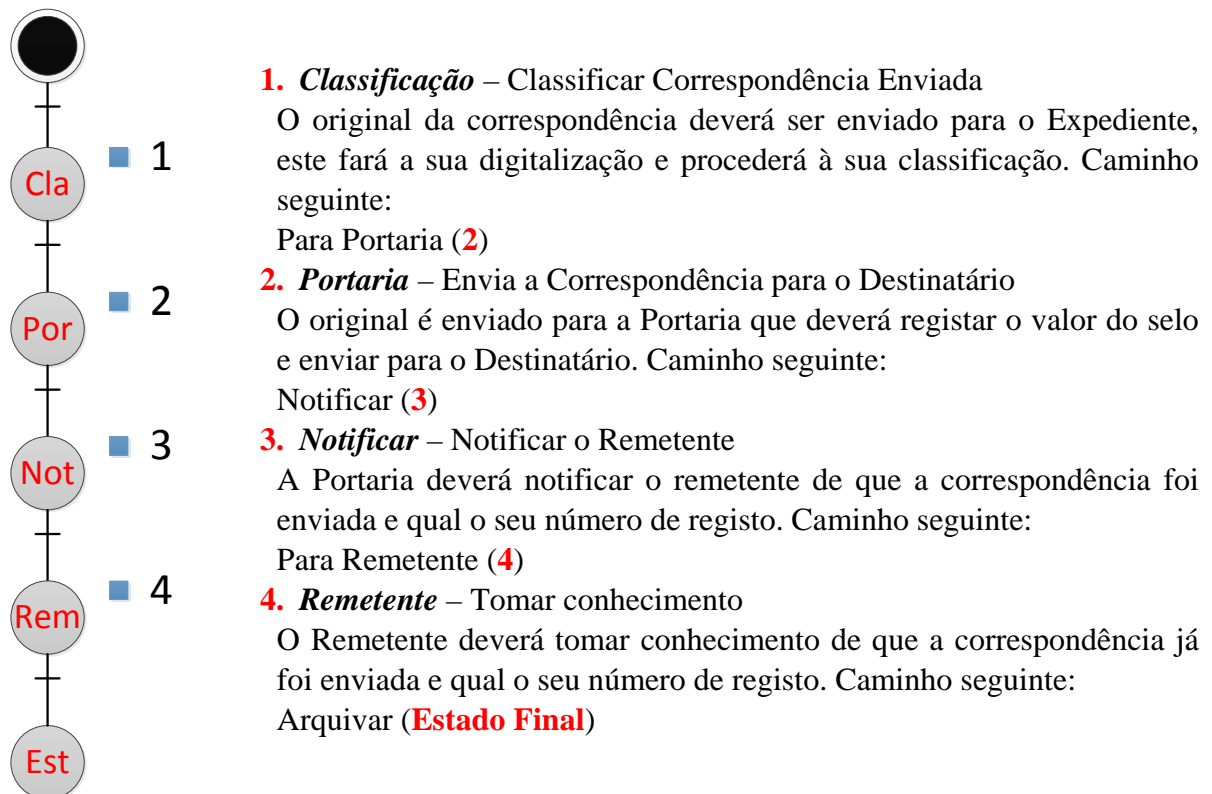 1. Classificação – Classificar Correspondência Enviada
O original da correspondência deverá ser enviado para o Expediente,
este fará a sua digitalização e procederá à sua classificação. Caminho
seguinte:
Para Portaria (2)
2. Portaria – Envia a Correspondência para o Destinatário
O original é enviado para a Portaria que deverá registar o valor do selo
e enviar para o Destinatário. Caminho seguinte:
Notificar (3)
3. Notificar – Notificar o Remetente
A Portaria deverá notificar o remetente de que a correspondência foi
enviada e qual o seu número de registo. Caminho seguinte:
Para Remetente (4)
4. Remetente – Tomar conhecimento
O Remetente deverá tomar conhecimento de que a correspondência já
foi enviada e qual o seu número de registo. Caminho seguinte:
Arquivar (Estado Final)
Cla
1
Por
2
Not
3
Rem
4
Est